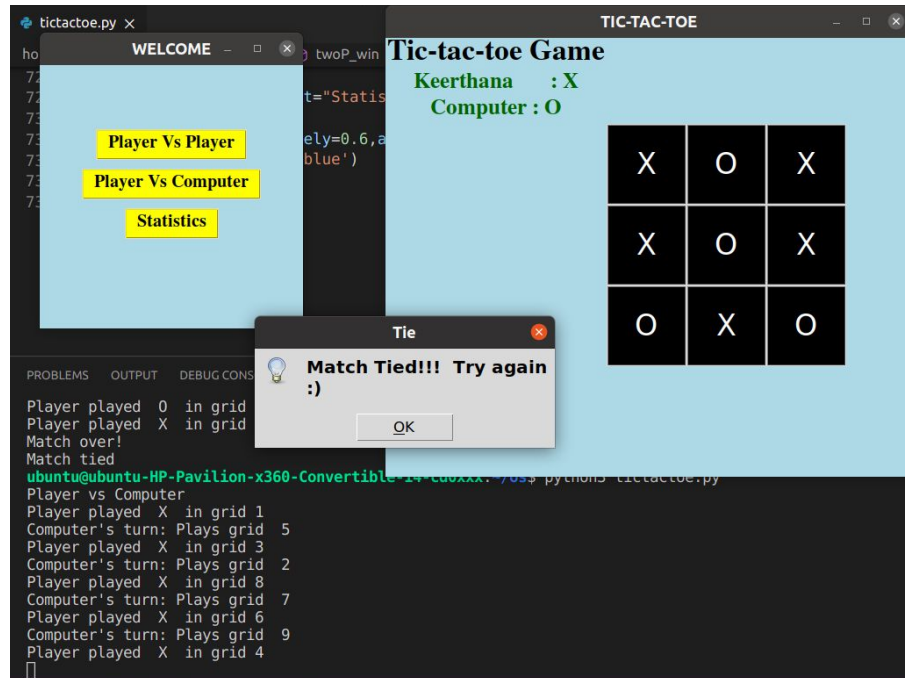 tictactoe.py
TIC-TAC-TOE
WELCOME
twoP_win
Tic-tac-toe Game
Keerthana : X
Computer : O
t="Statis
ely=0.6,a
blue')
Player Vs Player
Player Vs Computer
Statistics
X O X
X O X
O X O
Tie
Match Tied!!! Try again
:)
OK
PROBLEMS OUTPUT DEBUG CONS
Player played O in grid
Player played X in grid
Match over!
Match tied
ubuntu@ubuntu-HP-Pavilion-x360-Convertible-14-cd0xxx:~/os$ python3 tictactoe.py
Player vs Computer
Player played X in grid 1
Computer's turn: Plays grid 5
Player played X in grid 3
Computer's turn: Plays grid 2
Player played X in grid 8
Computer's turn: Plays grid 7
Player played X in grid 6
Computer's turn: Plays grid 9
Player played X in grid 4